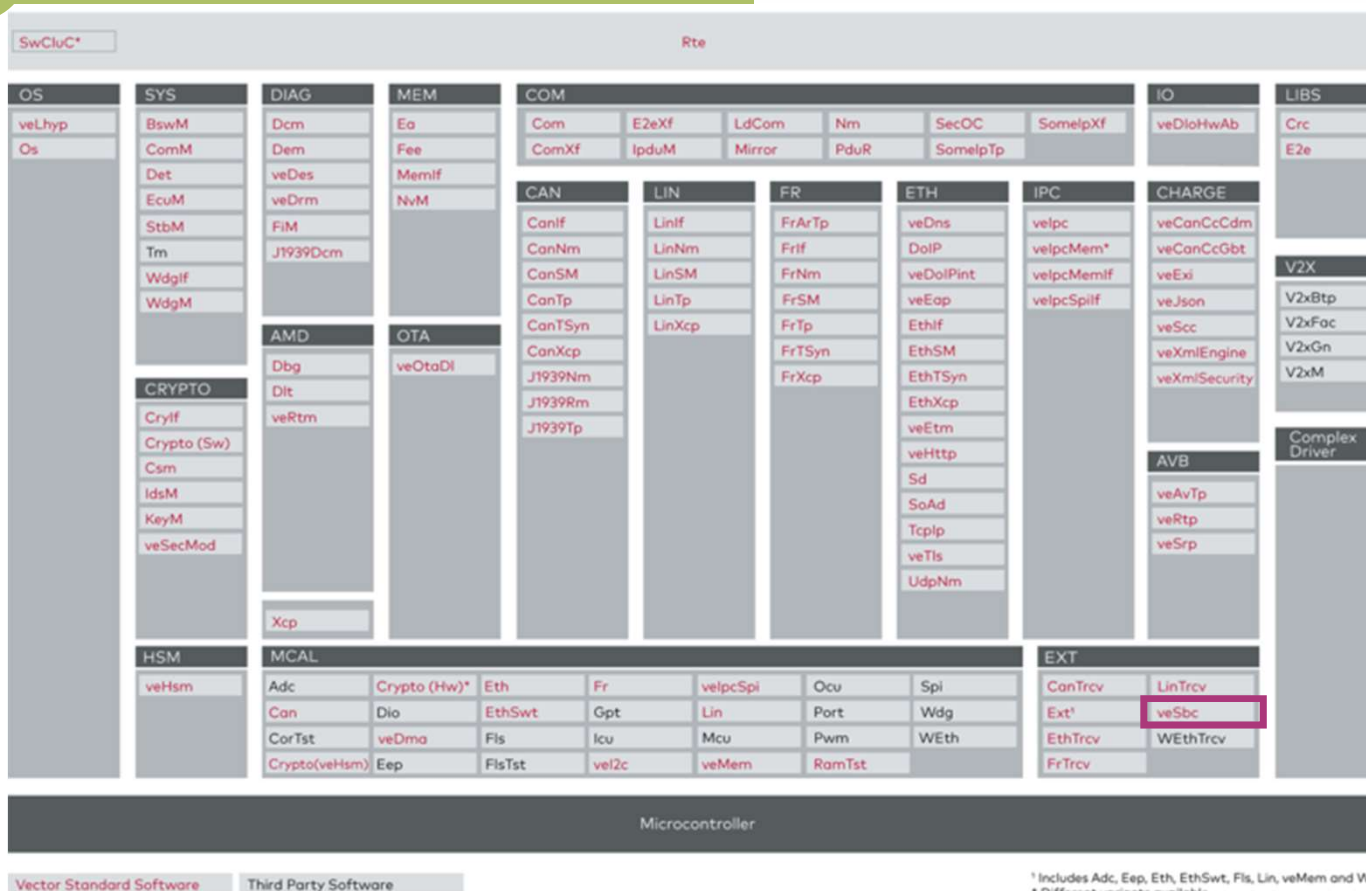 SwCluC*
Rte
OS
veLhyp
Os
SYS
BswM
ComM
Det
EcuM
StbM
Tm
WdgIf
WdgM
CRYPTO
CryIf
Crypto (Sw)
Csm
IdsM
KeyM
veSecMod
HSM
veHsm
DIAG
Dcm
Dem
veDes
veDrm
FiM
J1939Dcm
AMD
Dbg
Dlt
veRtm
Xcp
MEM
Ea
Fee
MemIf
NvM
OTA
veOtaDl
COM
Com E2eXf LdCom Nm SecOC SomeIpXf
ComXf IpduM Mirror PduR SomeIpTp
CAN
CanIf
CanNm
CanSM
CanTp
CanTSyn
CanXcp
J1939Nm
J1939Rm
J1939Tp
LIN
LinIf
LinNm
LinSM
LinTp
LinXcp
FR
FrArTp
FrIf
FrNm
FrSM
FrTp
FrTSyn
FrXcp
ETH
veDns
DoIP
veDoIPint
veEap
EthIf
EthSM
EthTSyn
EthXcp
veEtm
veHttp
Sd
SoAd
TcpIp
veTls
UdpNm
IPC
veIpc
veIpcMem*
veIpcMemIf
veIpcSpiIf
IO
veDioHwAb
CHARGE
veCanCcCdm
veCanCcGbt
veExi
veJson
veScc
veXmlEngine
veXmlSecurity
AVB
veAvTp
veRtp
veSrp
LIBS
Crc
E2e
V2X
V2xBtp
V2xFac
V2xGn
V2xM
Complex
Driver
MCAL
Adc Crypto (Hw)* Eth Fr veIpcSpi Ocu Spi
Can Dio EthSwt Gpt Lin Port Wdg
CorTst veDma Fls Icu Mcu Pwm WEth
Crypto(veHsm) Eep FlsTst veI2c veMem RamTst
EXT
CanTrcv LinTrcv
Ext¹ veSbc
EthTrcv WEthTrcv
FrTrcv
Microcontroller
Vector Standard Software Third Party Software
¹ Includes Adc, Eep, Eth, EthSwt, Fls, Lin, veMem and